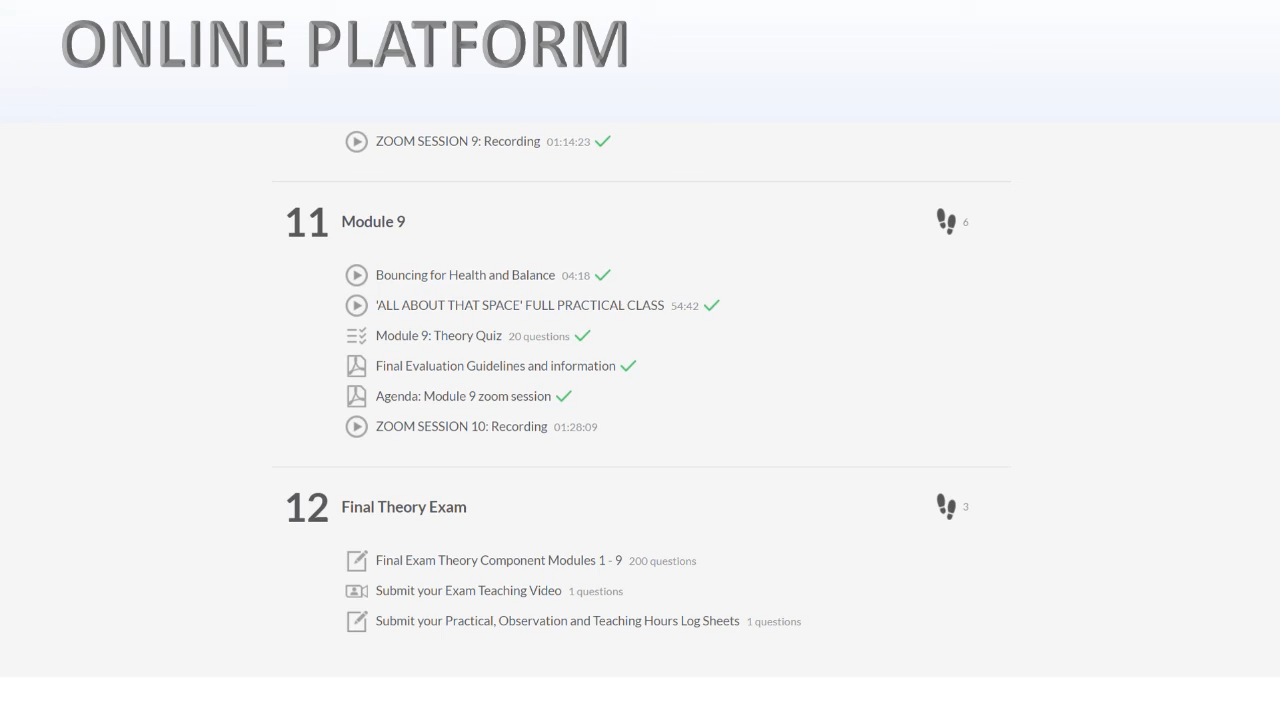 ONLINE PLATFORM
ZOOM SESSION 9: Recording 01:14:23
11 Module 9 6
Bouncing for Health and Balance 04:18
'ALL ABOUT THAT SPACE' FULL PRACTICAL CLASS 54:42
Module 9: Theory Quiz 20 questions
Final Evaluation Guidelines and information
Agenda: Module 9 zoom session
ZOOM SESSION 10: Recording 01:28:09
12 Final Theory Exam 3
Final Exam Theory Component Modules 1 - 9 200 questions
Submit your Exam Teaching Video 1 questions
Submit your Practical, Observation and Teaching Hours Log Sheets 1 questions